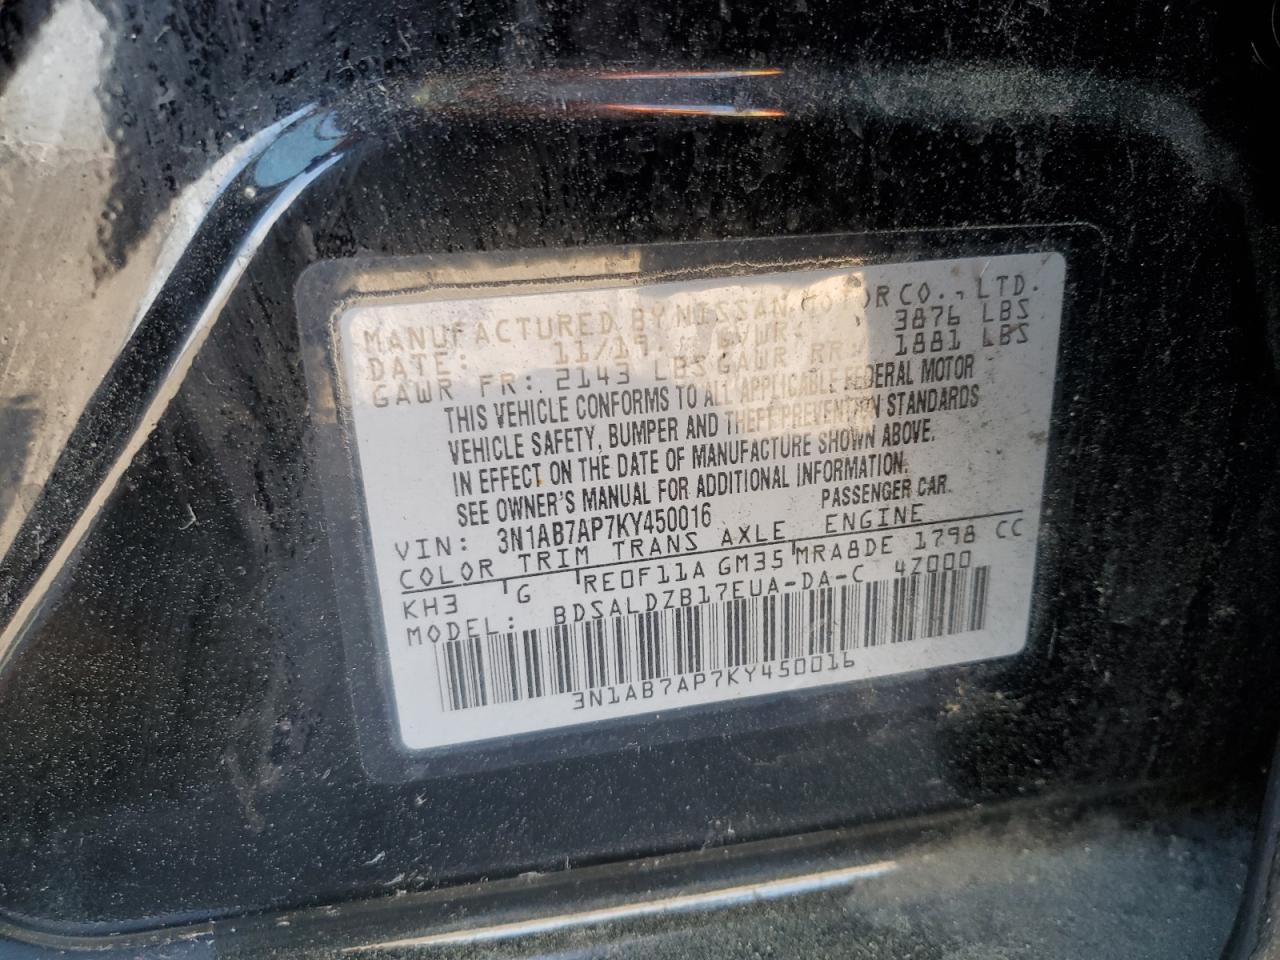 MANUFACTURED BY NISSAN MOTOR CO., LTD.
DATE: 11/19 GVWR: 3876 LBS
GAWR FR: 2143 LBS GAWR RR 1881 LBS
THIS VEHICLE CONFORMS TO ALL APPLICABLE FEDERAL MOTOR
VEHICLE SAFETY, BUMPER AND THEFT PREVENTION STANDARDS
IN EFFECT ON THE DATE OF MANUFACTURE SHOWN ABOVE.
SEE OWNER'S MANUAL FOR ADDITIONAL INFORMATION.
VIN: 3N1AB7AP7KY450016 PASSENGER CAR.
COLOR TRIM TRANS AXLE ENGINE
KH3 G RE0F11A GM35 MRA8DE 1798 CC
MODEL: BDSALDZB17EUA-DA-C 4Z000
3N1AB7AP7KY450016